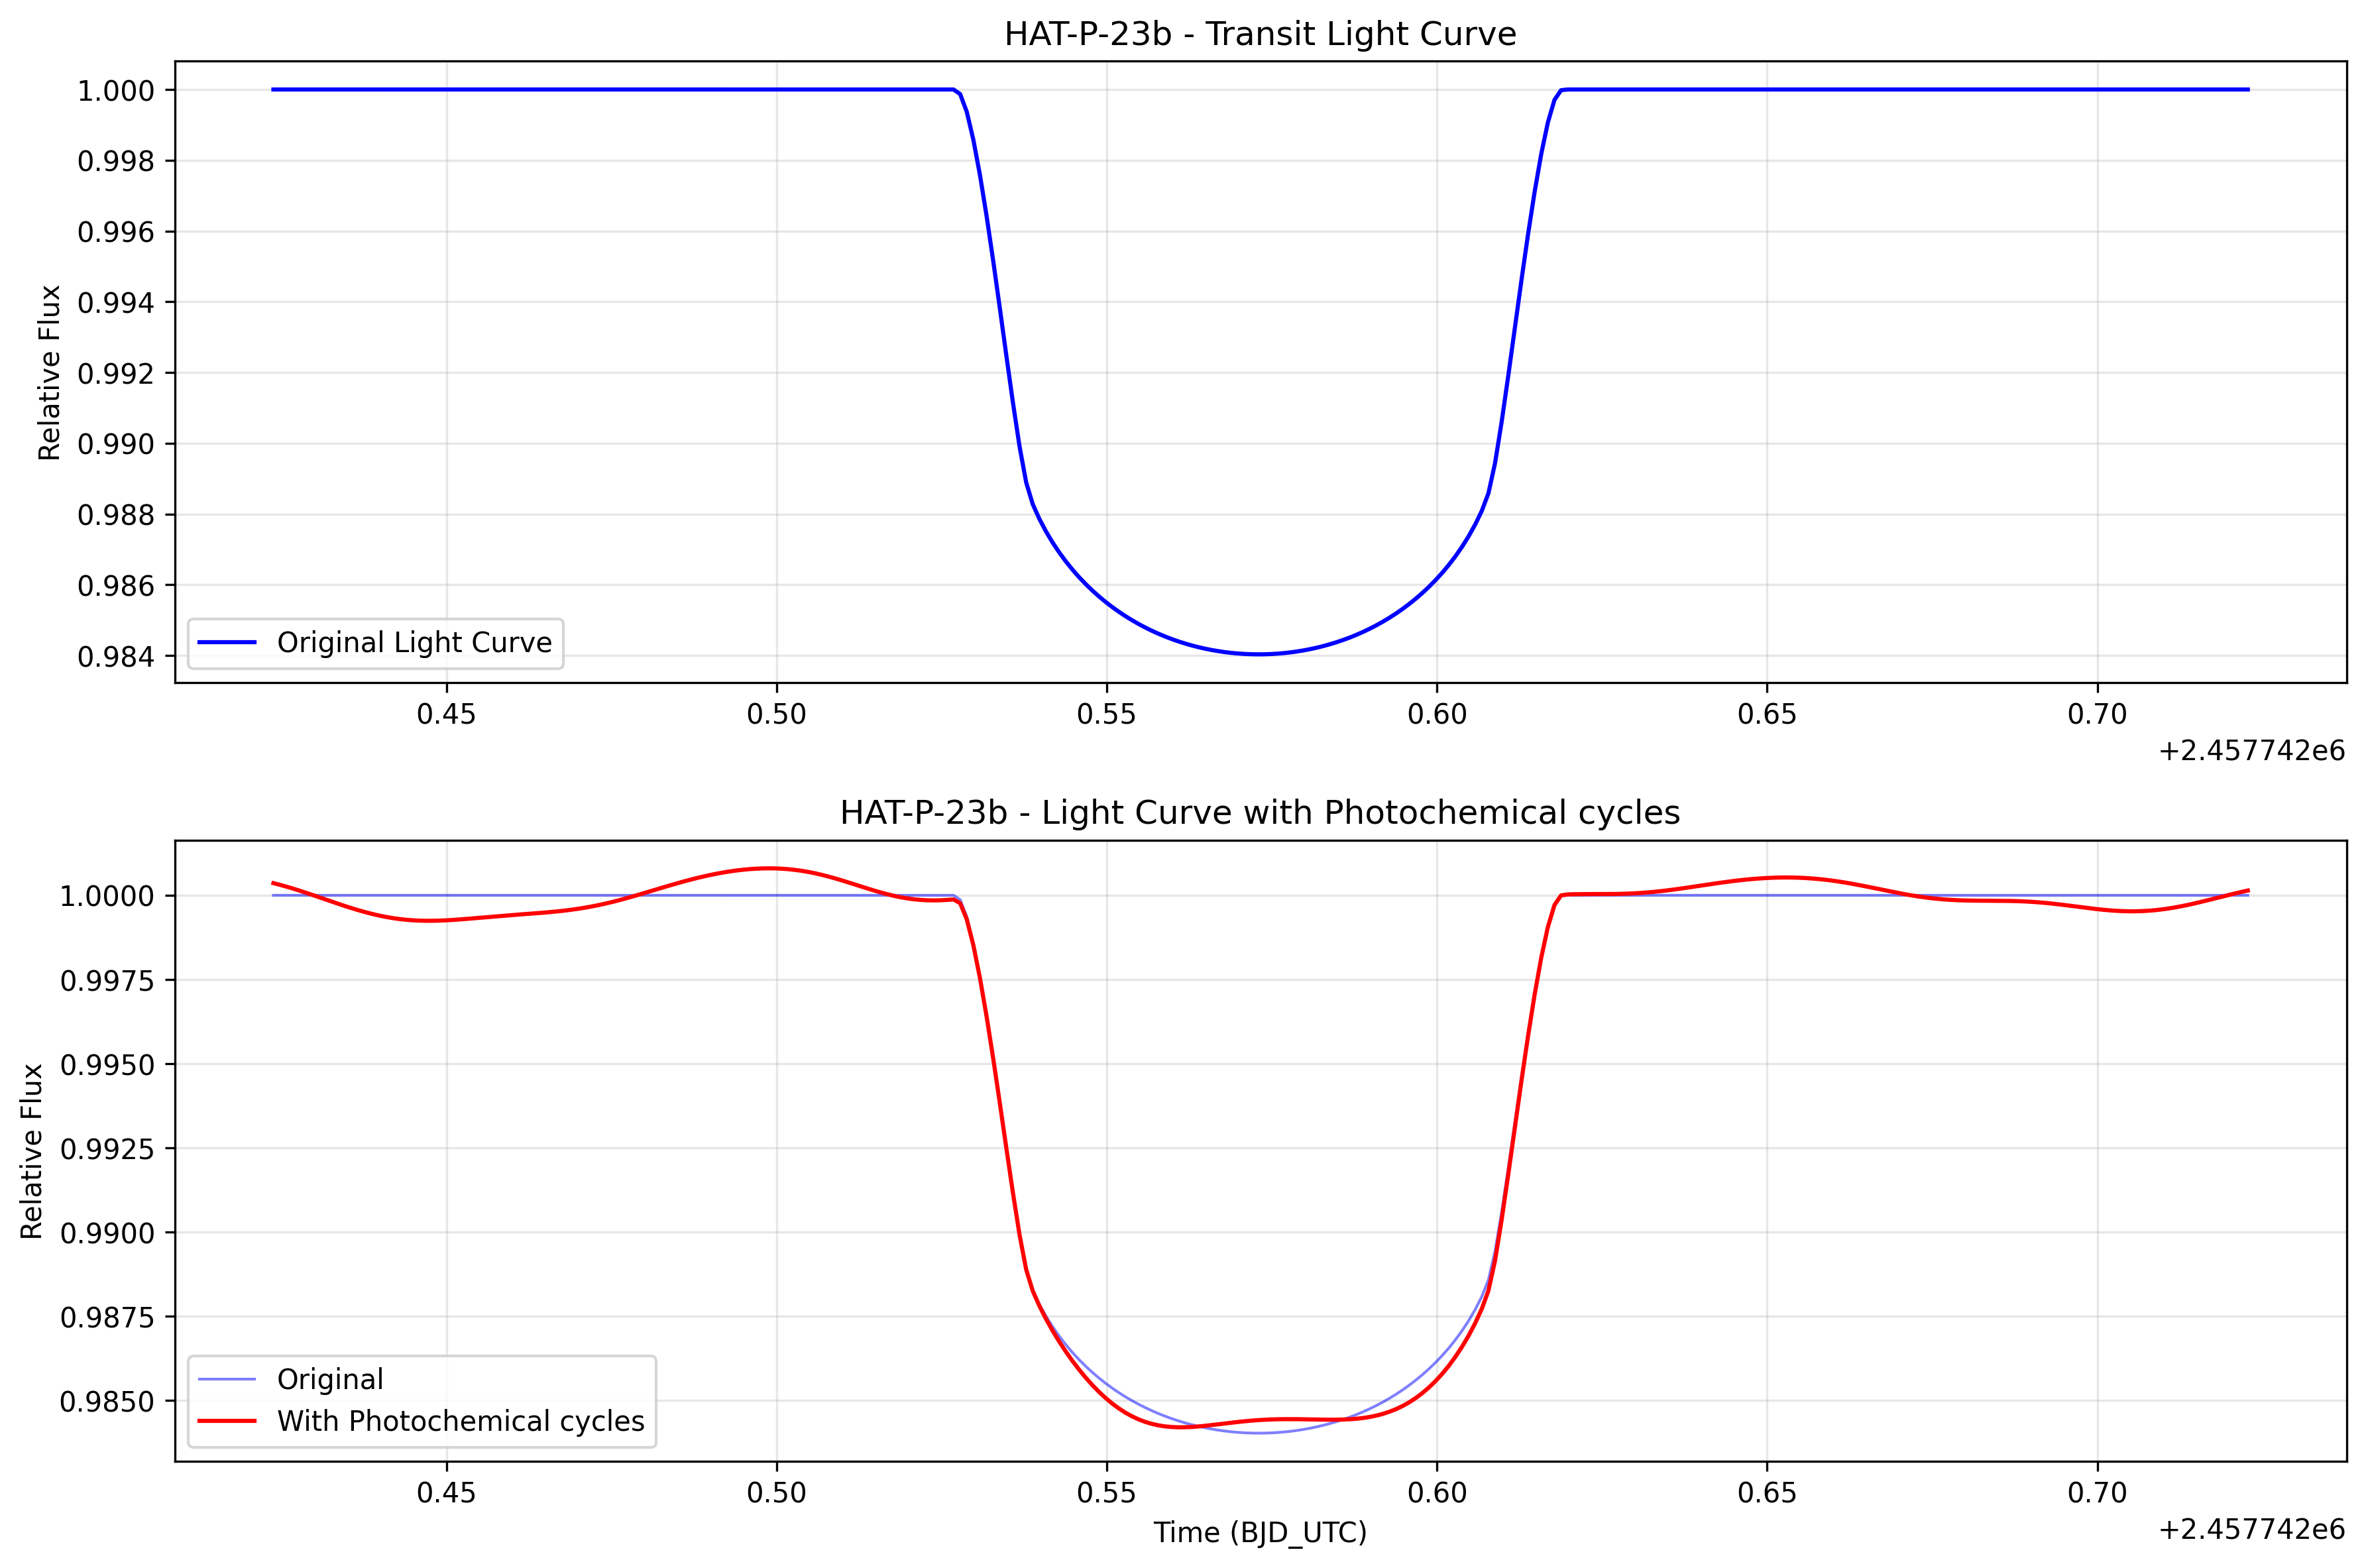 HAT-P-23b - Transit Light Curve
Relative Flux
1.000
0.998
0.996
0.994
0.992
0.990
0.988
0.986
0.984
Original Light Curve
0.45 0.50 0.55 0.60 0.65 0.70
+2.457742e6
HAT-P-23b - Light Curve with Photochemical cycles
Relative Flux
1.0000
0.9975
0.9950
0.9925
0.9900
0.9875
0.9850
Original
With Photochemical cycles
0.45 0.50 0.55 0.60 0.65 0.70
Time (BJD_UTC)
+2.457742e6